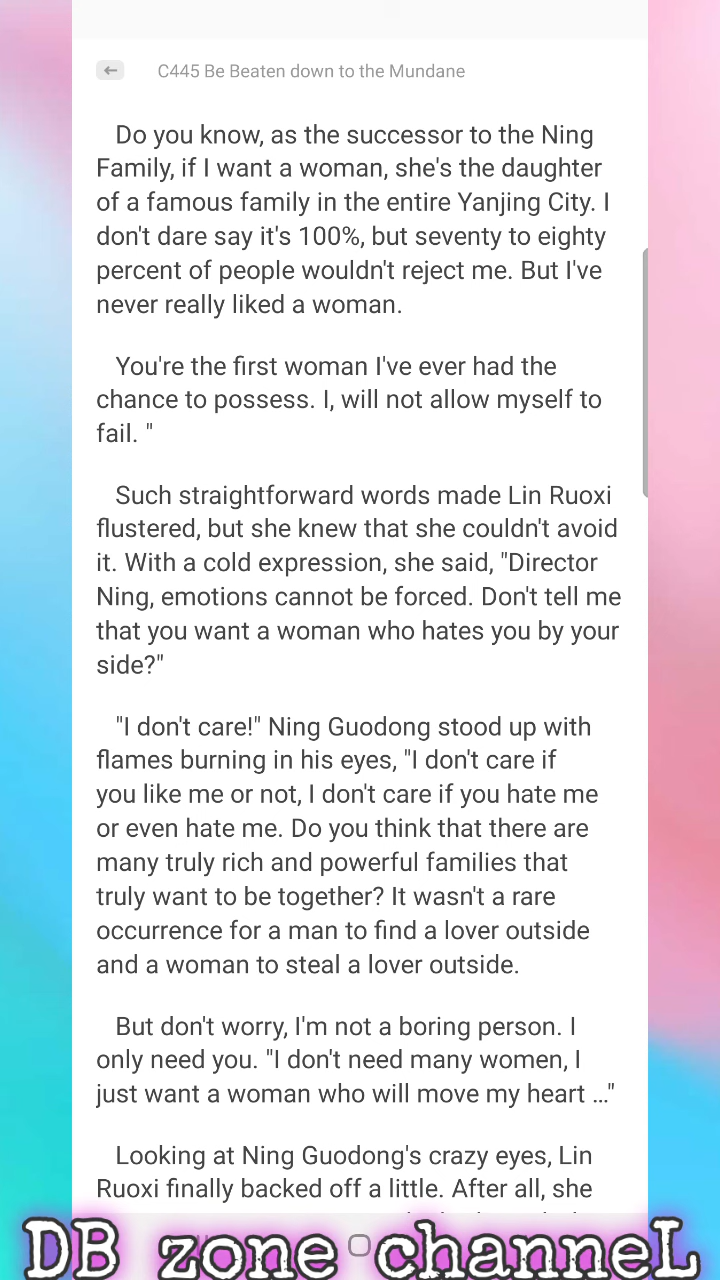 C445 Be Beaten down to the Mundane
Do you know, as the successor to the Ning
Family, if I want a woman, she's the daughter
of a famous family in the entire Yanjing City. I
don't dare say it's 100%, but seventy to eighty
percent of people wouldn't reject me. But I've
never really liked a woman.
You're the first woman I've ever had the
chance to possess. I, will not allow myself to
fail. "
Such straightforward words made Lin Ruoxi
flustered, but she knew that she couldn't avoid
it. With a cold expression, she said, "Director
Ning, emotions cannot be forced. Don't tell me
that you want a woman who hates you by your
side?"
"I don't care!" Ning Guodong stood up with
flames burning in his eyes, "I don't care if
you like me or not, I don't care if you hate me
or even hate me. Do you think that there are
many truly rich and powerful families that
truly want to be together? It wasn't a rare
occurrence for a man to find a lover outside
and a woman to steal a lover outside.
But don't worry, I'm not a boring person. I
only need you. "I don't need many women, I
just want a woman who will move my heart ..."
Looking at Ning Guodong's crazy eyes, Lin
Ruoxi finally backed off a little. After all, she
DB zone channeL